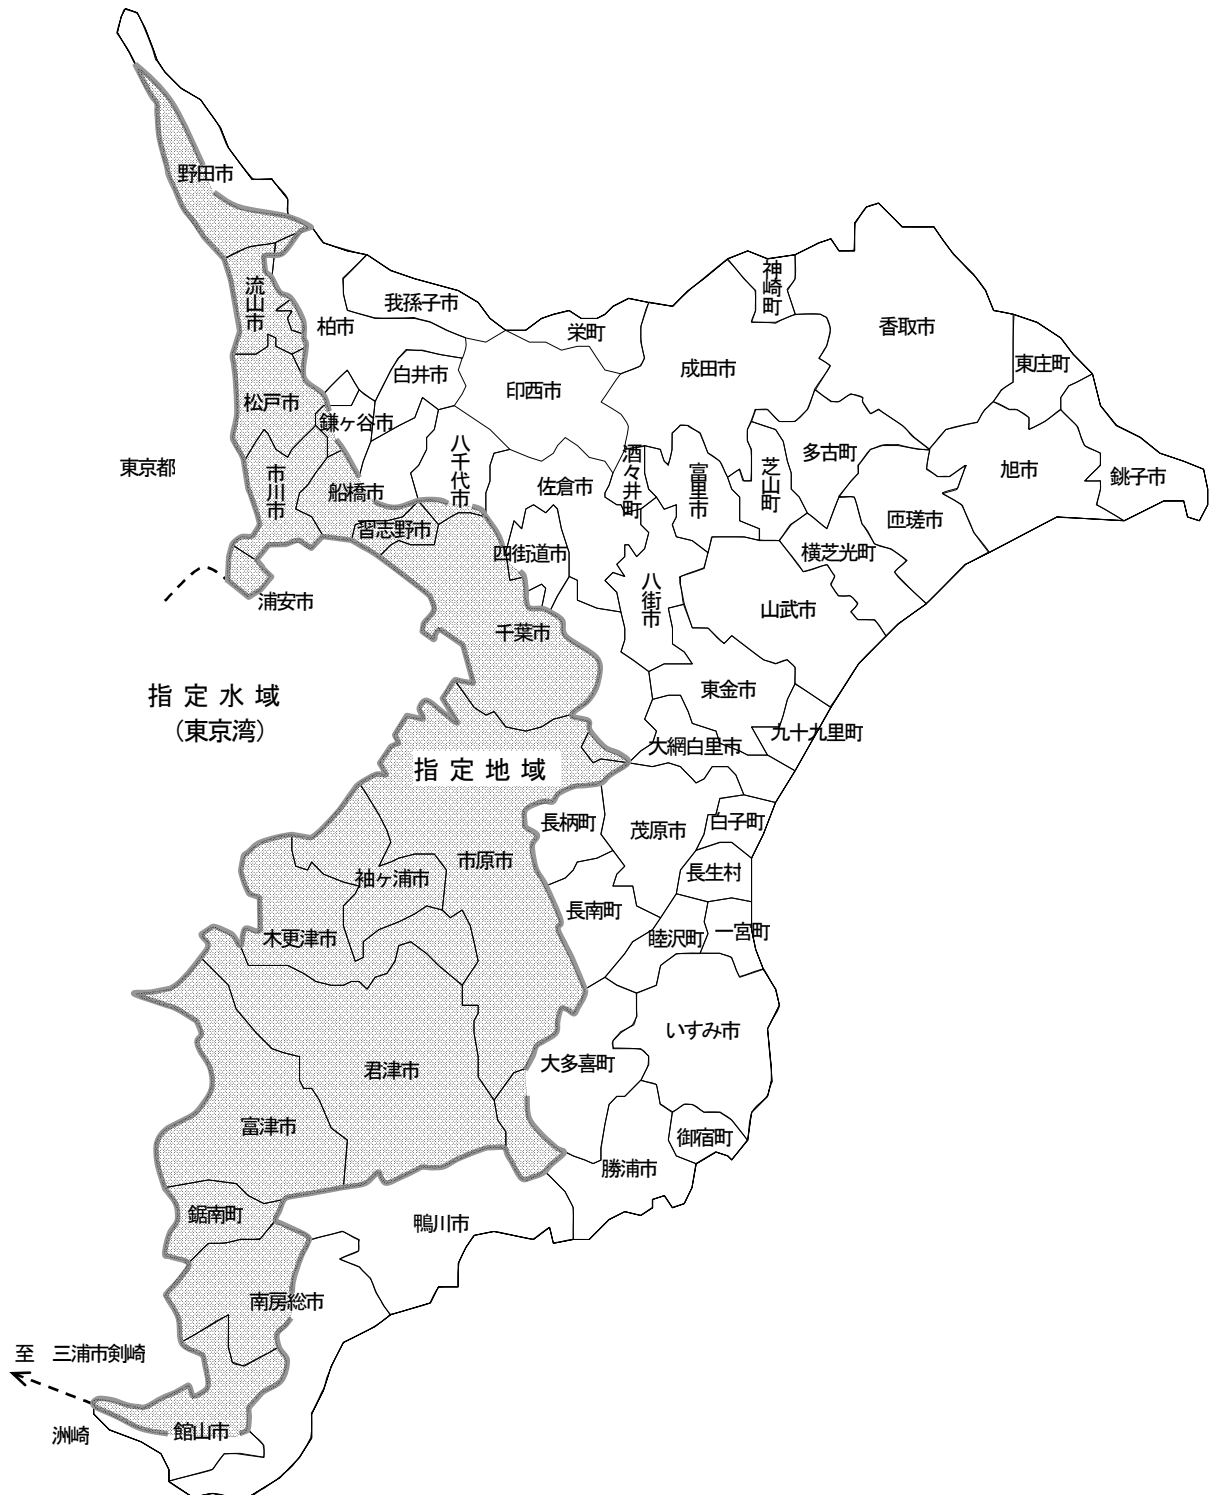 野田市
流山市
柏市
我孫子市
栄町
神崎町
香取市
東庄町
成田市
白井市
印西市
松戸市
鎌ヶ谷市
八千代市
酒々井町
富里市
芝山町
多古町
旭市
銚子市
東京都
市川市
船橋市
佐倉市
匝瑳市
習志野市
四街道市
横芝光町
浦安市
八街市
山武市
千葉市
指定水域
（東京湾）
東金市
九十九里町
大網白里市
指定地域
長柄町
茂原市
白子町
市原市
袖ヶ浦市
長生村
長南町
木更津市
睦沢町
一宮町
いすみ市
大多喜町
君津市
富津市
御宿町
勝浦市
鋸南町
鴨川市
南房総市
至　三浦市剣崎
洲崎
館山市